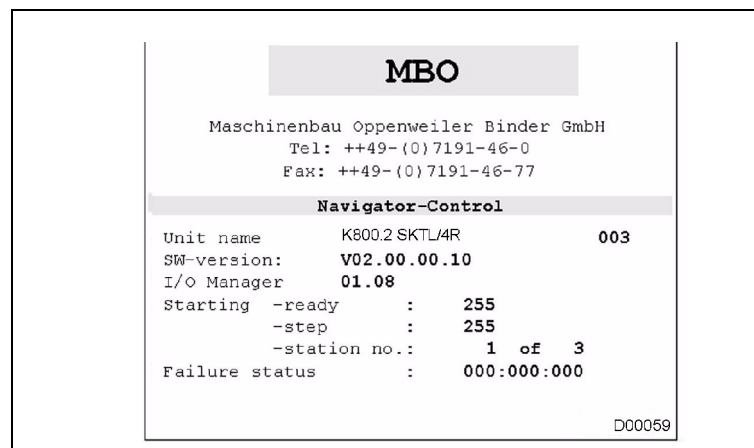 MBO
Maschinenbau Oppenweiler Binder GmbH
Tel: ++49-(0)7191-46-0
Fax: ++49-(0)7191-46-77
Navigator-Control
Unit name K800.2 SKTL/4R 003
SW-version: V02.00.00.10
I/O Manager 01.08
Starting -ready : 255
-step : 255
-station no.: 1 of 3
Failure status : 000:000:000
D00059